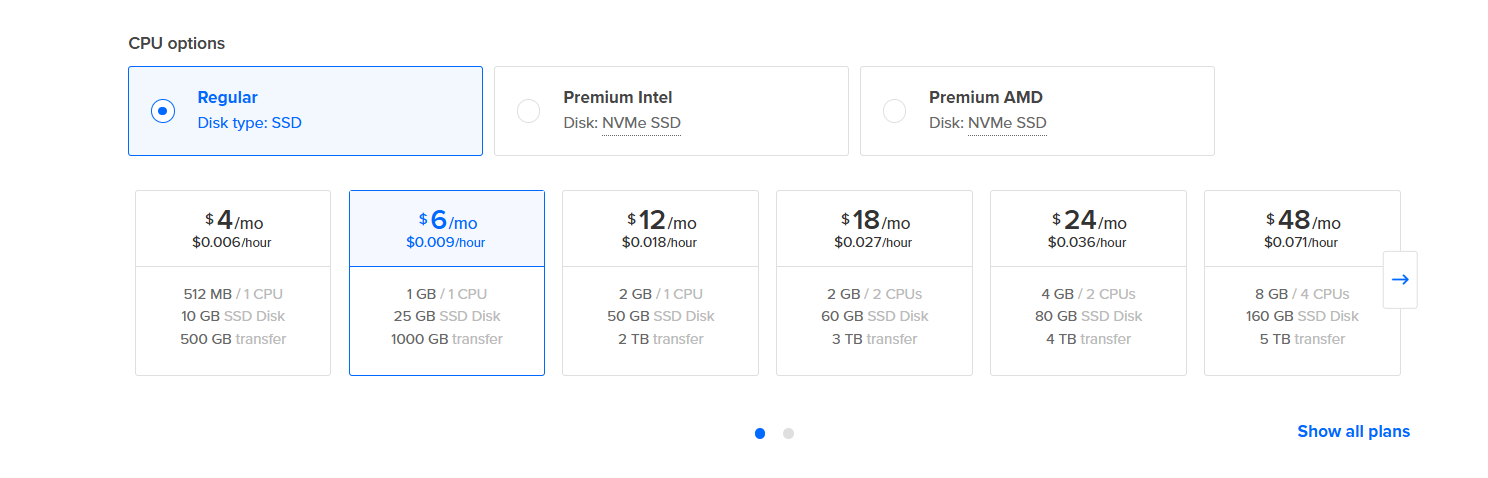 CPU options
Regular
Disk type: SSD
Premium Intel
Disk: NVMe SSD
Premium AMD
Disk: NVMe SSD
$4/mo
$0.006/hour
512 MB / 1 CPU
10 GB SSD Disk
500 GB transfer
$6/mo
$0.009/hour
1 GB / 1 CPU
25 GB SSD Disk
1000 GB transfer
$12/mo
$0.018/hour
2 GB / 1 CPU
50 GB SSD Disk
2 TB transfer
$18/mo
$0.027/hour
2 GB / 2 CPUs
60 GB SSD Disk
3 TB transfer
$24/mo
$0.036/hour
4 GB / 2 CPUs
80 GB SSD Disk
4 TB transfer
$48/mo
$0.071/hour
8 GB / 4 CPUs
160 GB SSD Disk
5 TB transfer
Show all plans